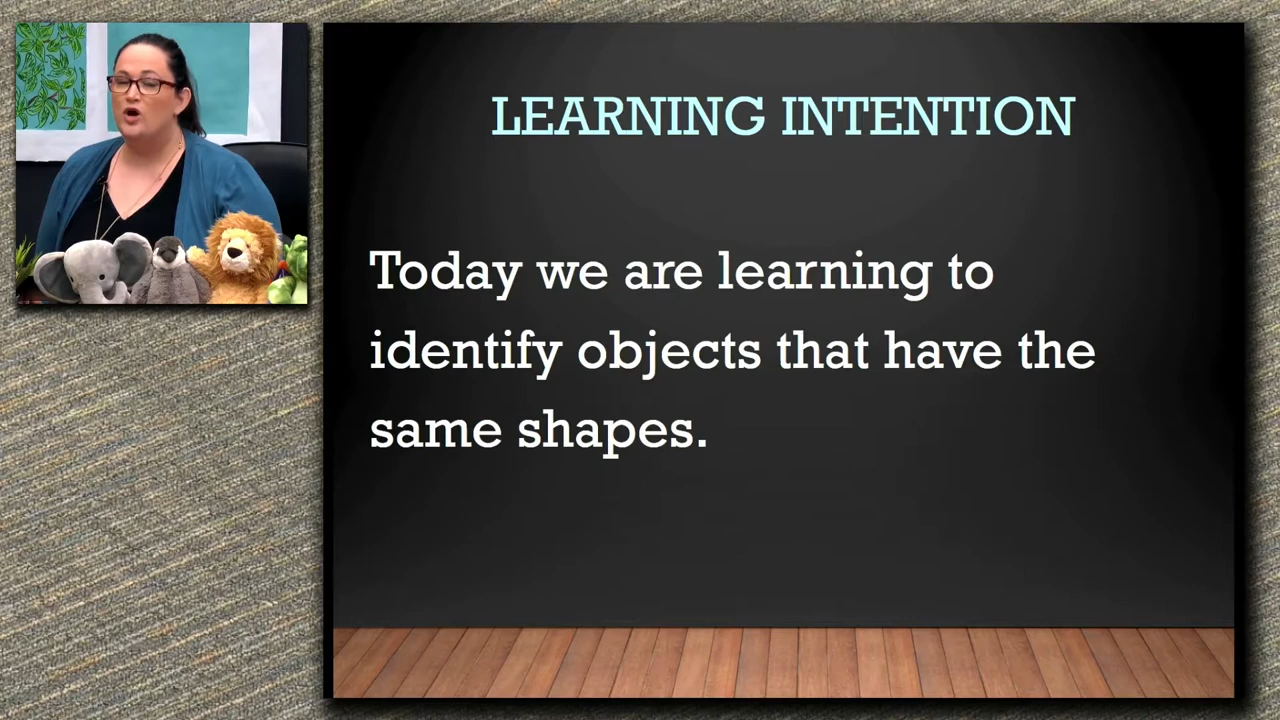 LEARNING INTENTION
Today we are learning to
identify objects that have the
same shapes.